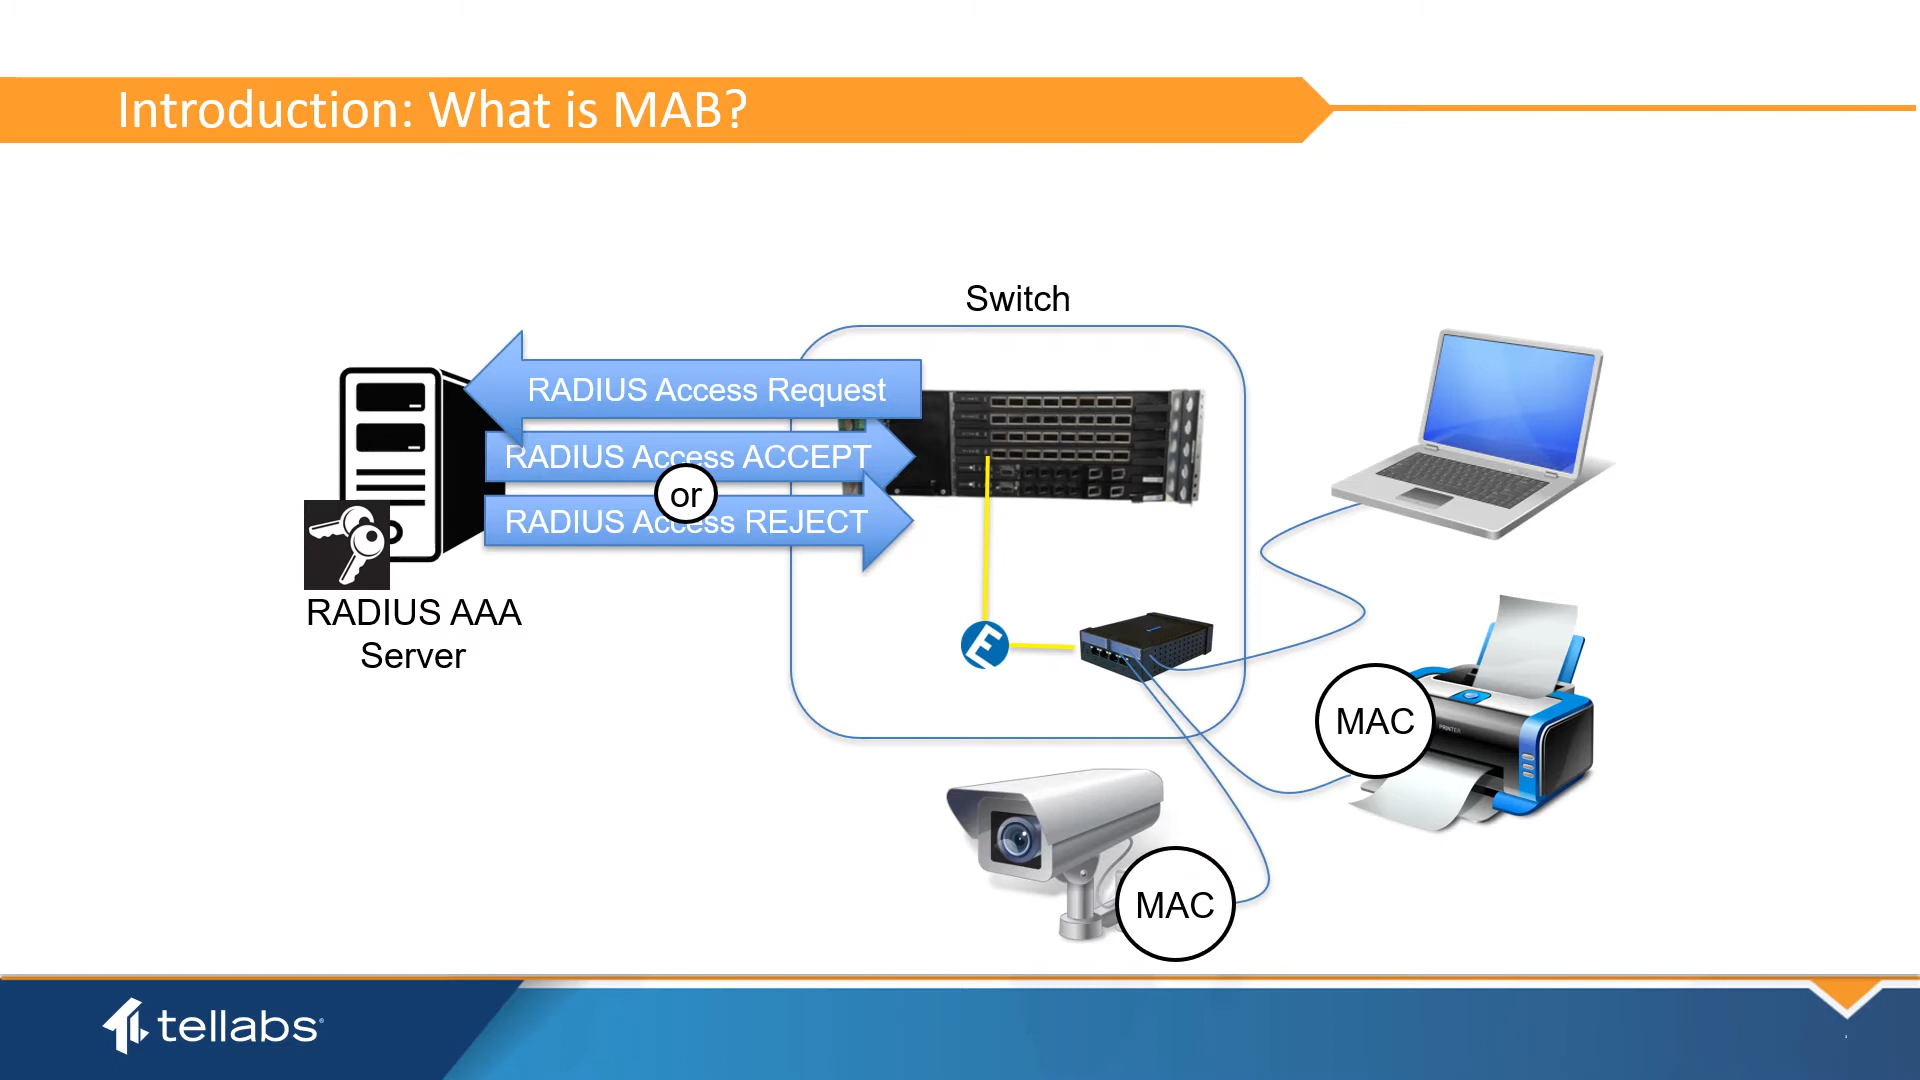 Introduction: What is MAB?
Switch
RADIUS Access Request
RADIUS Access ACCEPT
or
RADIUS Access REJECT
RADIUS AAA
Server
MAC
PRINTER
MAC
tellabs